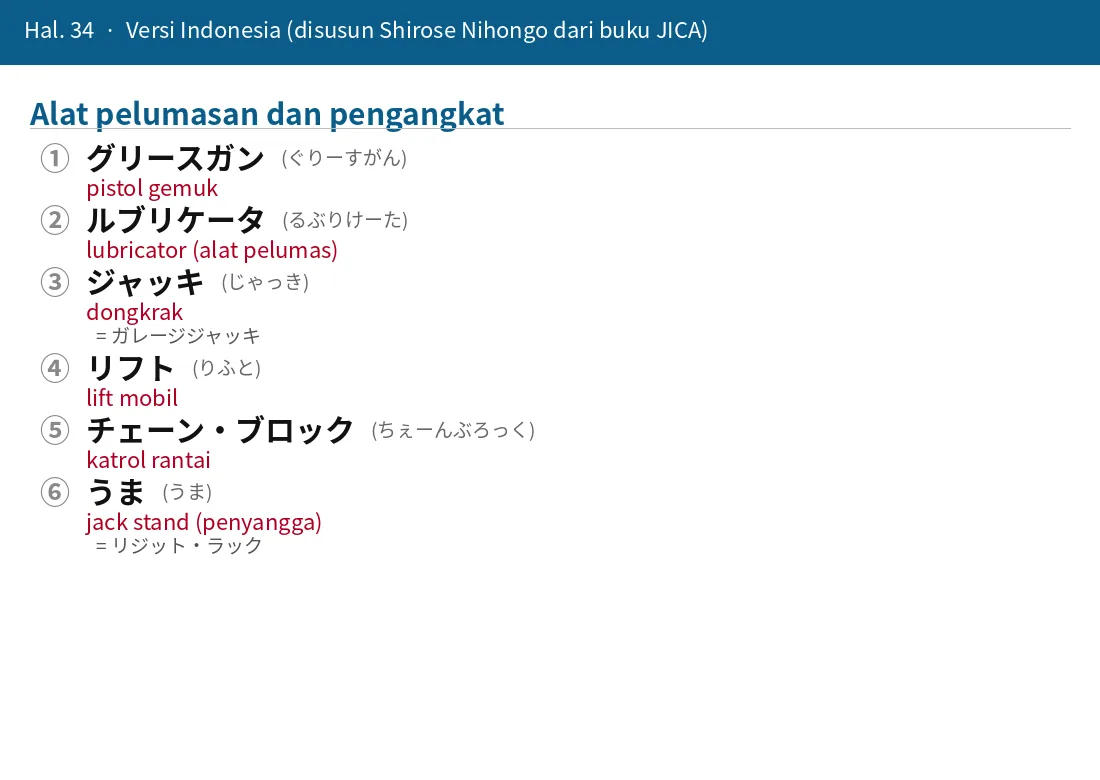 Hal. 34 · Versi Indonesia (disusun Shirose Nihongo dari buku JICA)
Alat pelumasan dan pengangkat
① グリースガン (ぐりーすがん)
pistol gemuk
② ルブリケータ (るぶりけーた)
lubricator (alat pelumas)
③ ジャッキ (じゃっき)
dongkrak
= ガレージジャッキ
④ リフト (りふと)
lift mobil
⑤ チェーン・ブロック (ちぇーんぶろっく)
katrol rantai
⑥ うま (うま)
jack stand (penyangga)
= リジット・ラック